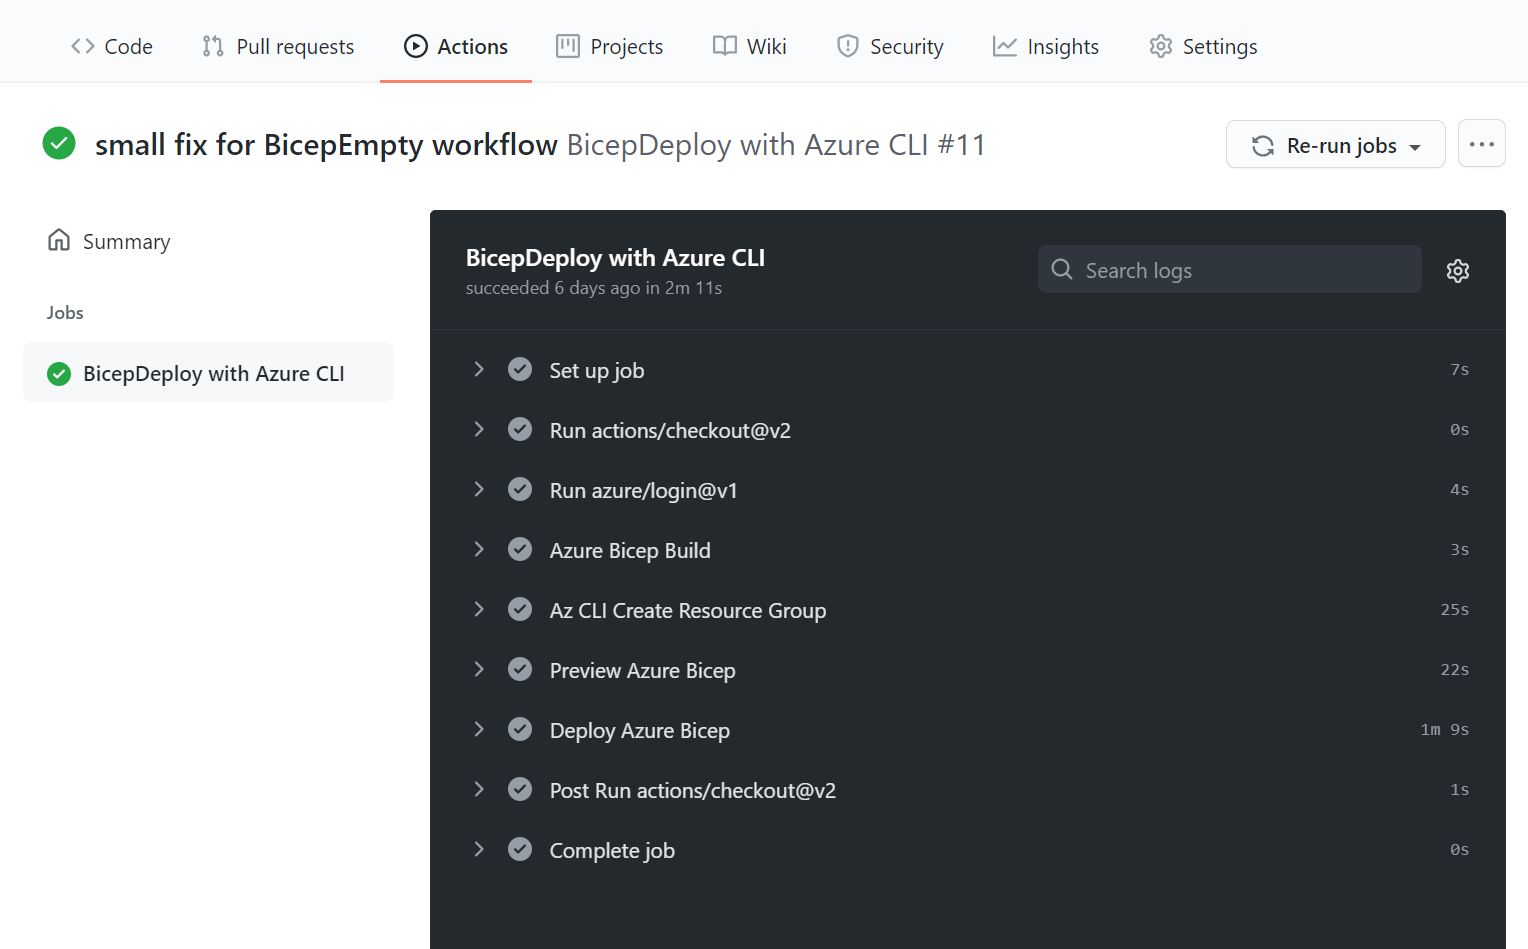 Code Pull requests Actions Projects Wiki Security Insights Settings
small fix for BicepEmpty workflow BicepDeploy with Azure CLI #11
Re-run jobs
Summary
Jobs
BicepDeploy with Azure CLI
BicepDeploy with Azure CLI
succeeded 6 days ago in 2m 11s
Search logs
Set up job 7s
Run actions/checkout@v2 0s
Run azure/login@v1 4s
Azure Bicep Build 3s
Az CLI Create Resource Group 25s
Preview Azure Bicep 22s
Deploy Azure Bicep 1m 9s
Post Run actions/checkout@v2 1s
Complete job 0s